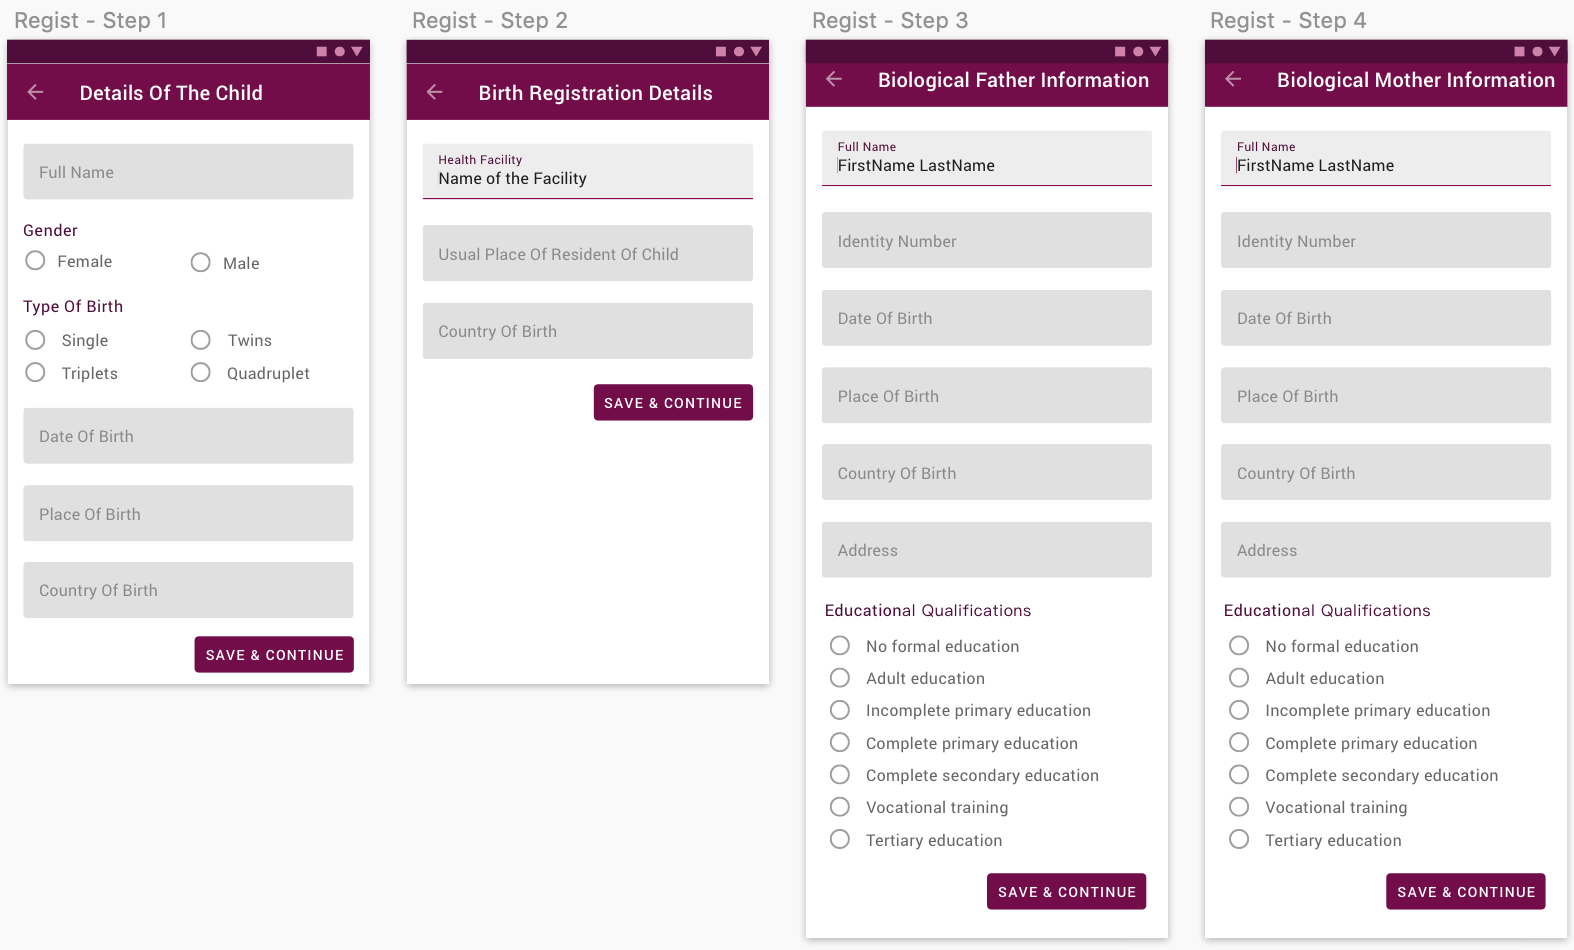 Regist - Step 1
Details Of The Child
Full Name
Gender
Female
Male
Type Of Birth
Single
Twins
Triplets
Quadruplet
Date Of Birth
Place Of Birth
Country Of Birth
SAVE & CONTINUE
Regist - Step 2
Birth Registration Details
Health Facility
Name of the Facility
Usual Place Of Resident Of Child
Country Of Birth
SAVE & CONTINUE
Regist - Step 3
Biological Father Information
Full Name
FirstName LastName
Identity Number
Date Of Birth
Place Of Birth
Country Of Birth
Address
Educational Qualifications
No formal education
Adult education
Incomplete primary education
Complete primary education
Complete secondary education
Vocational training
Tertiary education
SAVE & CONTINUE
Regist - Step 4
Biological Mother Information
Full Name
FirstName LastName
Identity Number
Date Of Birth
Place Of Birth
Country Of Birth
Address
Educational Qualifications
No formal education
Adult education
Incomplete primary education
Complete primary education
Complete secondary education
Vocational training
Tertiary education
SAVE & CONTINUE